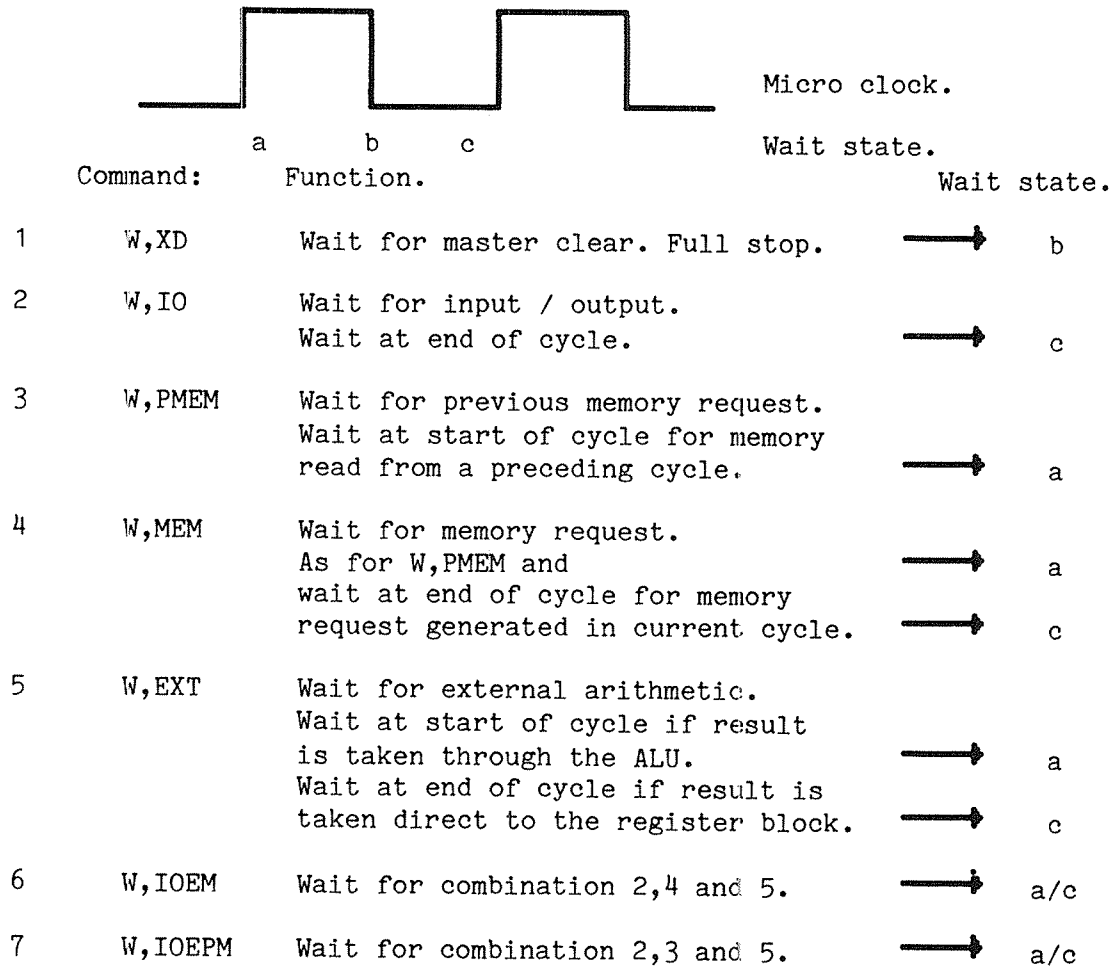 Micro clock.
a b c Wait state.
Command: Function. Wait state.
1 W,XD Wait for master clear. Full stop. b
2 W,IO Wait for input / output.
Wait at end of cycle. c
3 W,PMEM Wait for previous memory request.
Wait at start of cycle for memory
read from a preceding cycle. a
4 W,MEM Wait for memory request.
As for W,PMEM and a
wait at end of cycle for memory
request generated in current cycle. c
5 W,EXT Wait for external arithmetic.
Wait at start of cycle if result
is taken through the ALU. a
Wait at end of cycle if result is
taken direct to the register block. c
6 W,IOEM Wait for combination 2,4 and 5. a/c
7 W,IOEPM Wait for combination 2,3 and 5. a/c